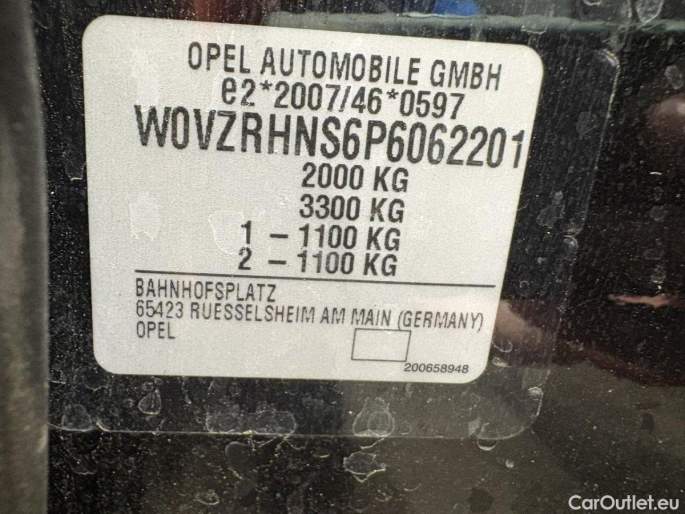 OPEL AUTOMOBILE GMBH
e2*2007/46*0597
W0VZRHNS6P6062201
2000 KG
3300 KG
1 - 1100 KG
2 - 1100 KG
BAHNHOFSPLATZ
65423 RUESSELSHEIM AM MAIN (GERMANY)
OPEL
200658948
CarOutlet.eu